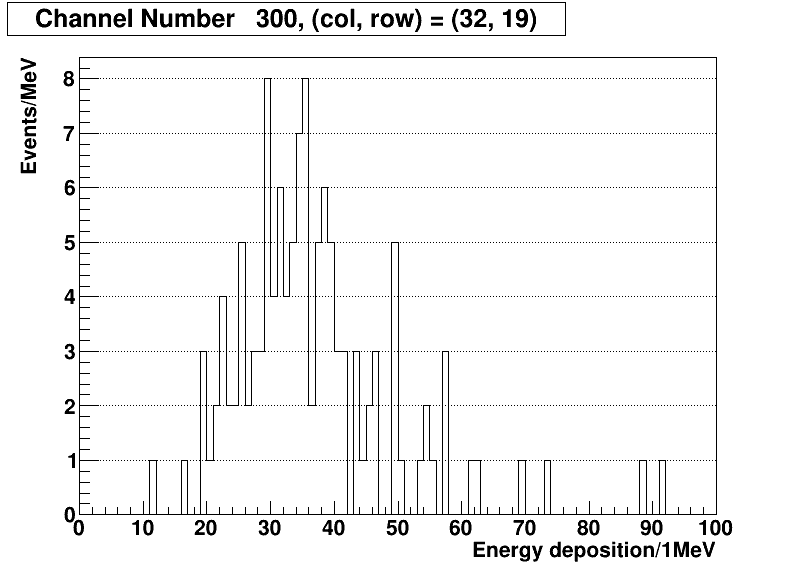 Channel Number 300, (col, row) = (32, 19)
Events/MeV
8
7
6
5
4
3
2
1
0
0 10 20 30 40 50 60 70 80 90 100
Energy deposition/1MeV